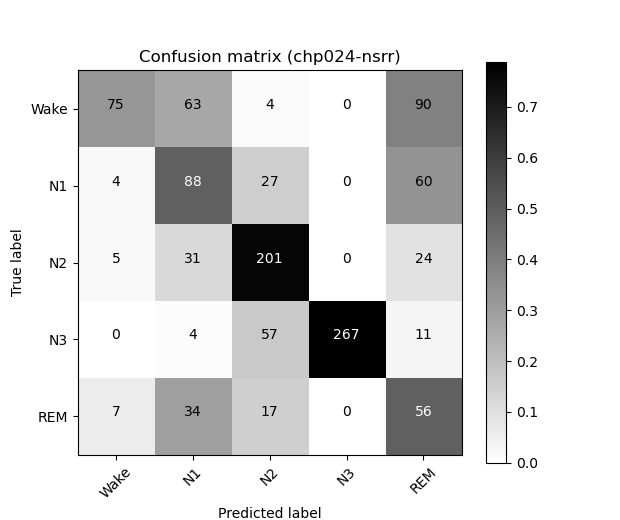 Confusion matrix (chp024-nsrr)
Wake 75 63 4 0 90
N1 4 88 27 0 60
N2 5 31 201 0 24
N3 0 4 57 267 11
REM 7 34 17 0 56
Wake N1 N2 N3 REM
Predicted label
True label
0.7
0.6
0.5
0.4
0.3
0.2
0.1
0.0